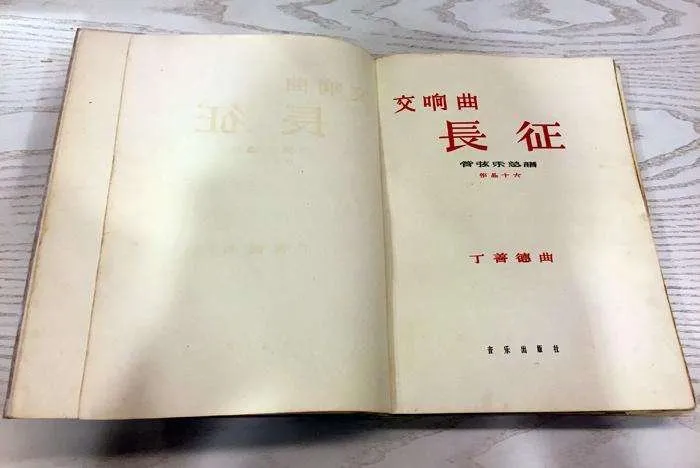 交响曲
長征
管弦乐总譜
作品十六
丁善德曲
音乐出版社